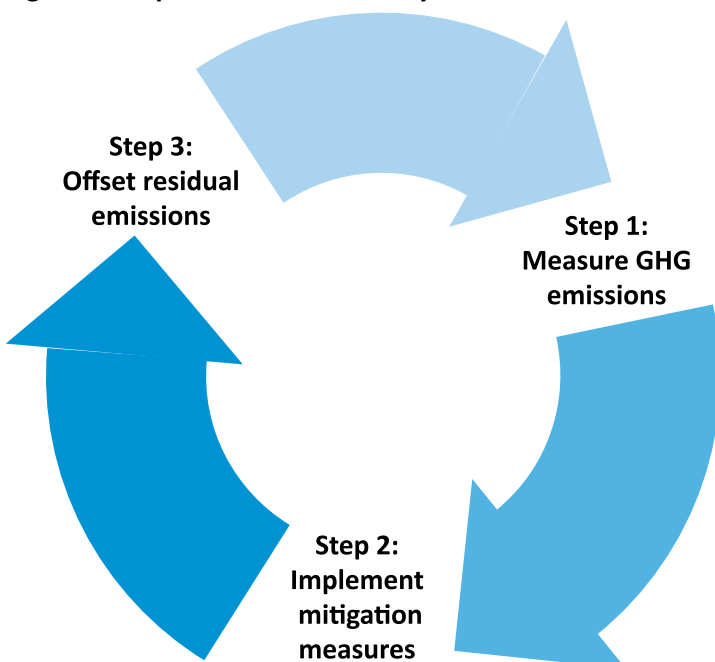 Step 3:
Offset residual
emissions
Step 1:
Measure GHG
emissions
Step 2:
Implement
mitigation
measures